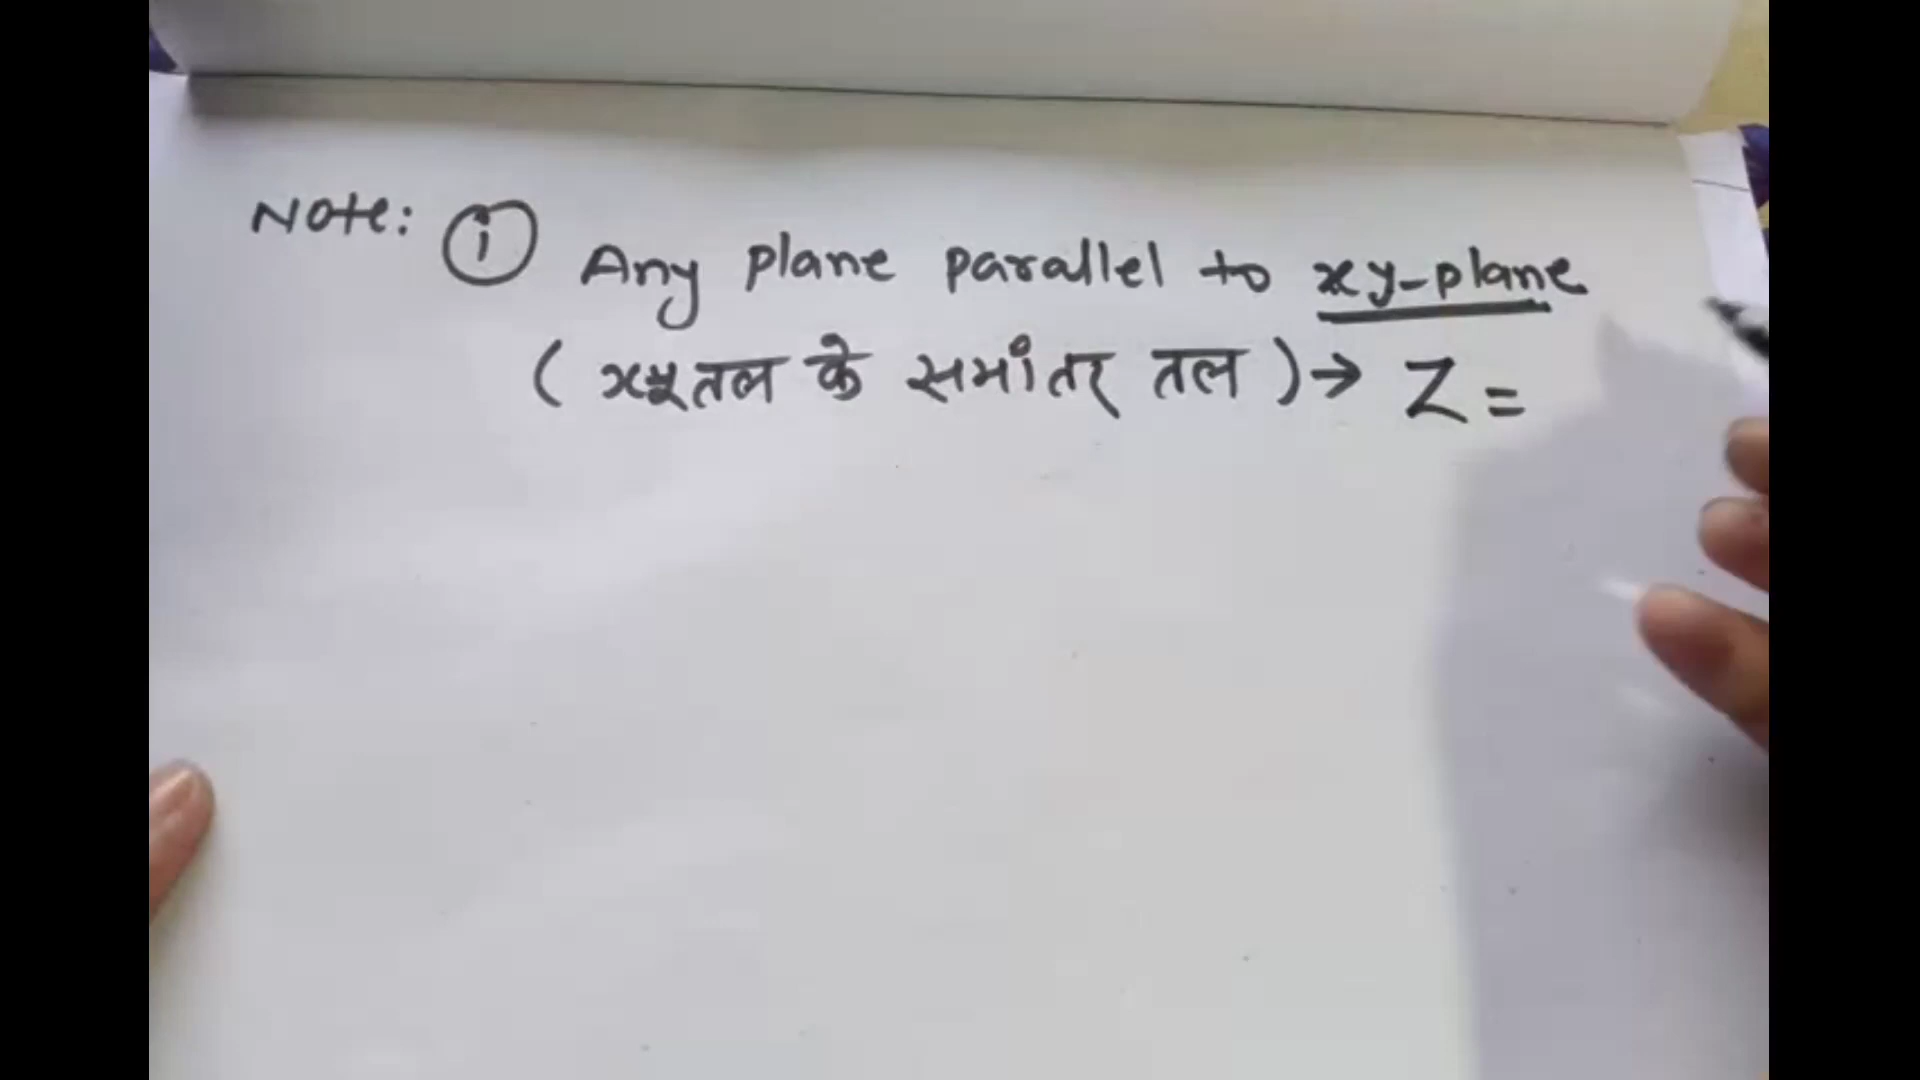 Note: (i) Any plane parallel to xy-plane
(xy तल के समांतर तल) → Z =